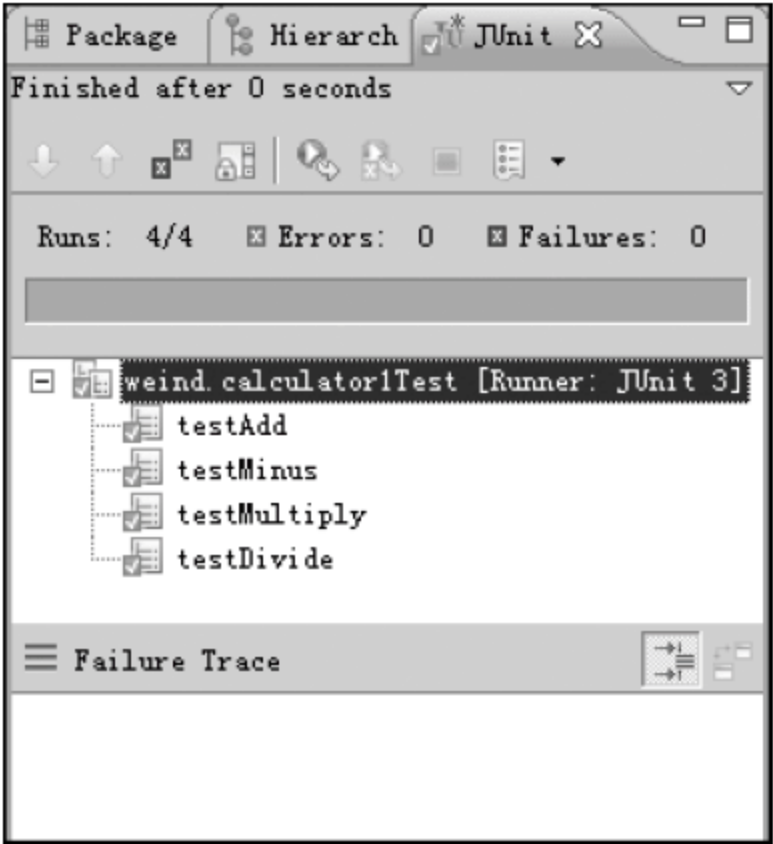 Package Hierarch JUnit
Finished after 0 seconds
Runs: 4/4 Errors: 0 Failures: 0
weind.calculator1Test [Runner: JUnit 3]
testAdd
testMinus
testMultiply
testDivide
Failure Trace